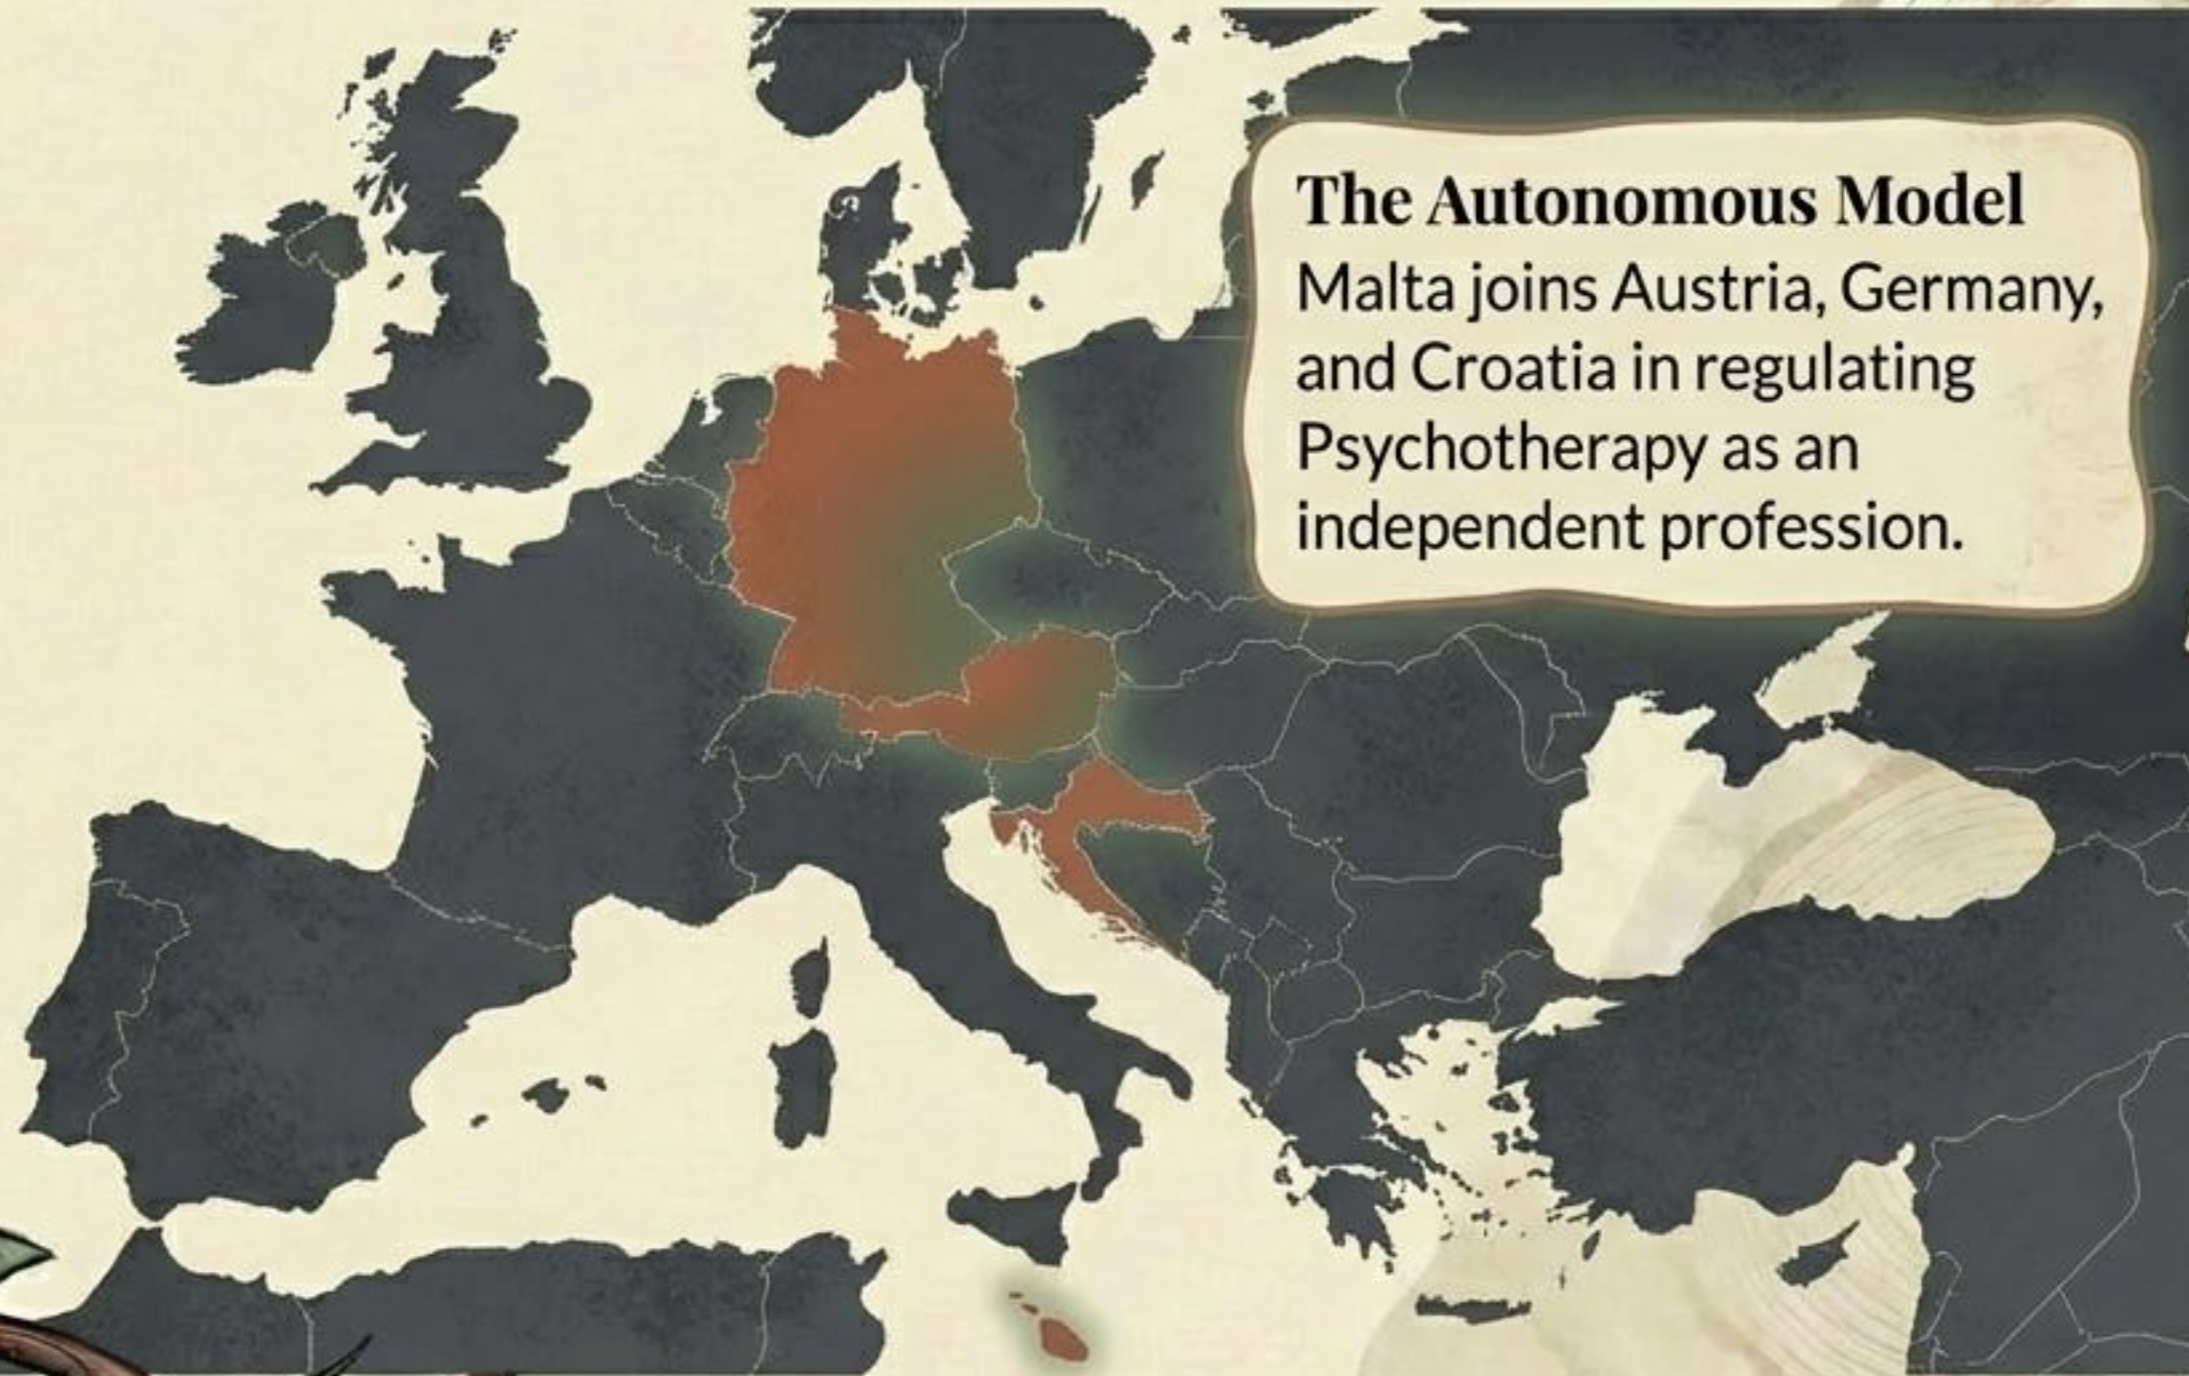 The Autonomous Model
Malta joins Austria, Germany,
and Croatia in regulating
Psychotherapy as an
independent profession.